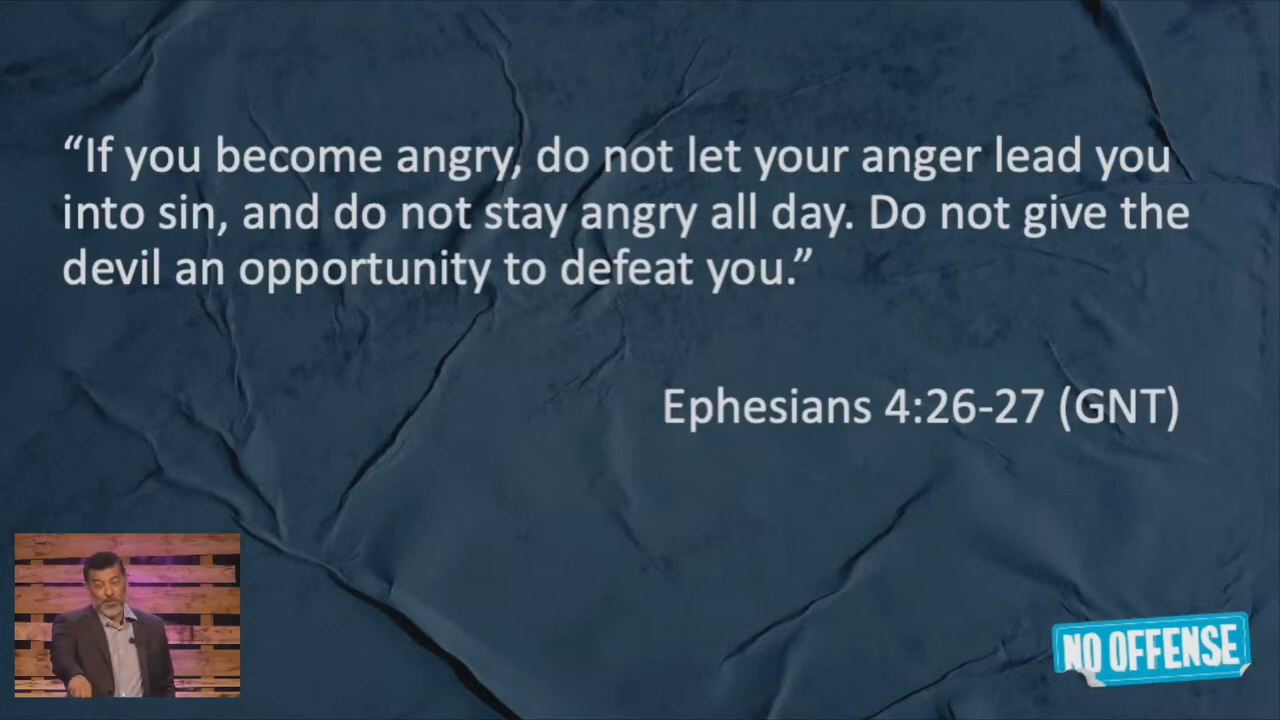 “If you become angry, do not let your anger lead you
into sin, and do not stay angry all day. Do not give the
devil an opportunity to defeat you.”
Ephesians 4:26-27 (GNT)
NO OFFENSE